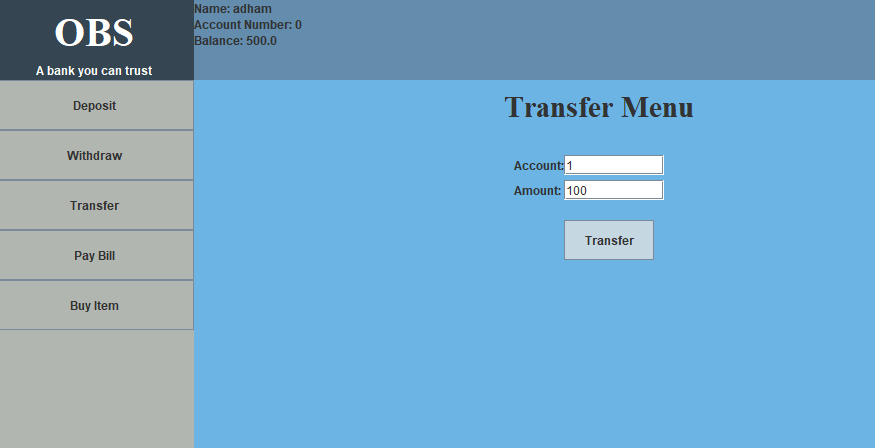 OBS
A bank you can trust
Name: adham
Account Number: 0
Balance: 500.0
Deposit
Withdraw
Transfer
Pay Bill
Buy Item
Transfer Menu
Account: 1
Amount: 100
Transfer